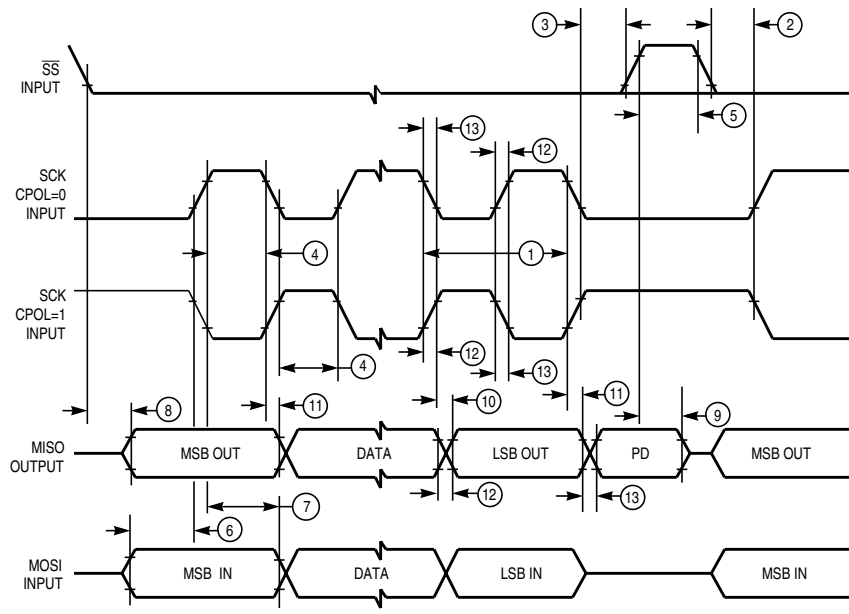 3
2
SS
INPUT
5
13
12
SCK
CPOL=0
INPUT
4
1
SCK
CPOL=1
INPUT
12
4
13
8
11
10
11
9
MISO
OUTPUT
MSB OUT
DATA
LSB OUT
PD
MSB OUT
7
12
13
6
MOSI
INPUT
MSB IN
DATA
LSB IN
MSB IN